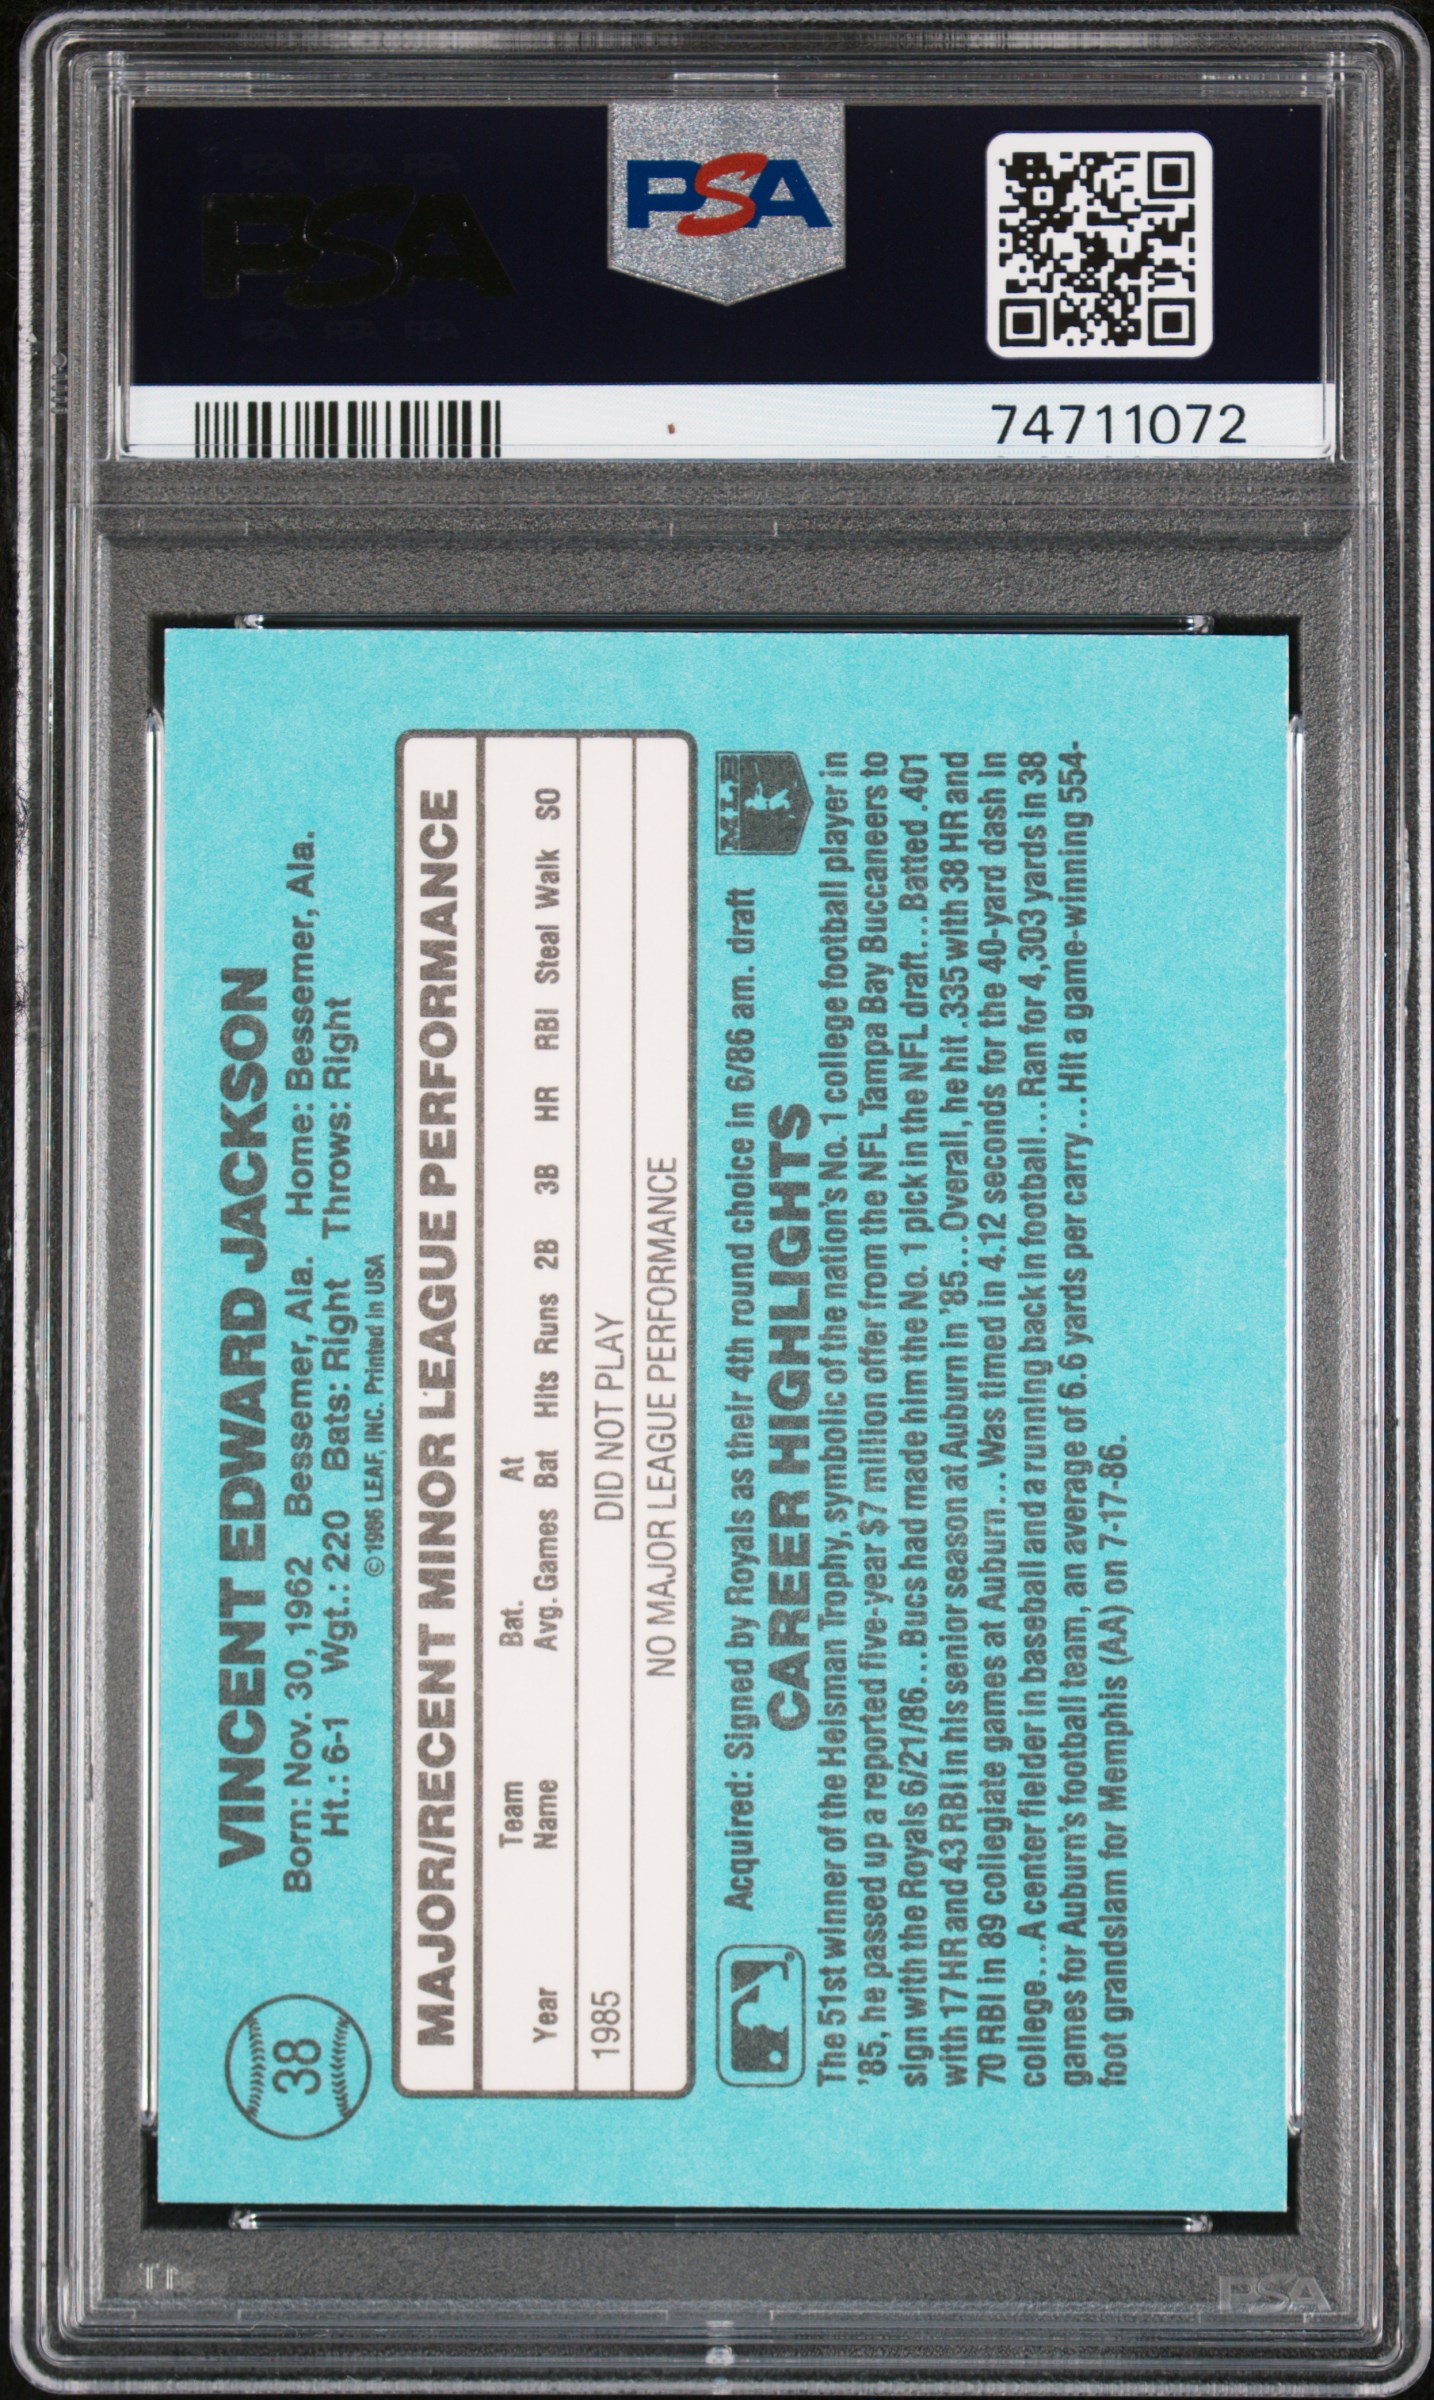 PSA
PSA
74711072
38
VINCENT EDWARD JACKSON
Born: Nov. 30, 1962 Bessemer, Ala. Home: Bessemer, Ala.
Ht.: 6-1 Wgt.: 220 Bats: Right Throws: Right
© 1986 LEAF, INC. Printed in USA
MAJOR/RECENT MINOR LEAGUE PERFORMANCE
Team Bat. At
Year Name Avg. Games Bat Hits Runs 2B 3B HR RBI Steal Walk SO
1985 DID NOT PLAY
NO MAJOR LEAGUE PERFORMANCE
Acquired: Signed by Royals as their 4th round choice in 6/86 am. draft
MLB
CAREER HIGHLIGHTS
The 51st winner of the Heisman Trophy, symbolic of the nation's No. 1 college football player in
'85, he passed up a reported five-year $7 million offer from the NFL Tampa Bay Buccaneers to
sign with the Royals 6/21/86...Bucs had made him the No. 1 pick in the NFL draft...Batted .401
with 17 HR and 43 RBI in his senior season at Auburn in '85...Overall, he hit .335 with 38 HR and
70 RBI in 89 collegiate games at Auburn...Was timed in 4.12 seconds for the 40-yard dash in
college...A center fielder in baseball and a running back in football...Ran for 4,303 yards in 38
games for Auburn's football team, an average of 6.6 yards per carry...Hit a game-winning 554-
foot grandslam for Memphis (AA) on 7-17-86.
PSA